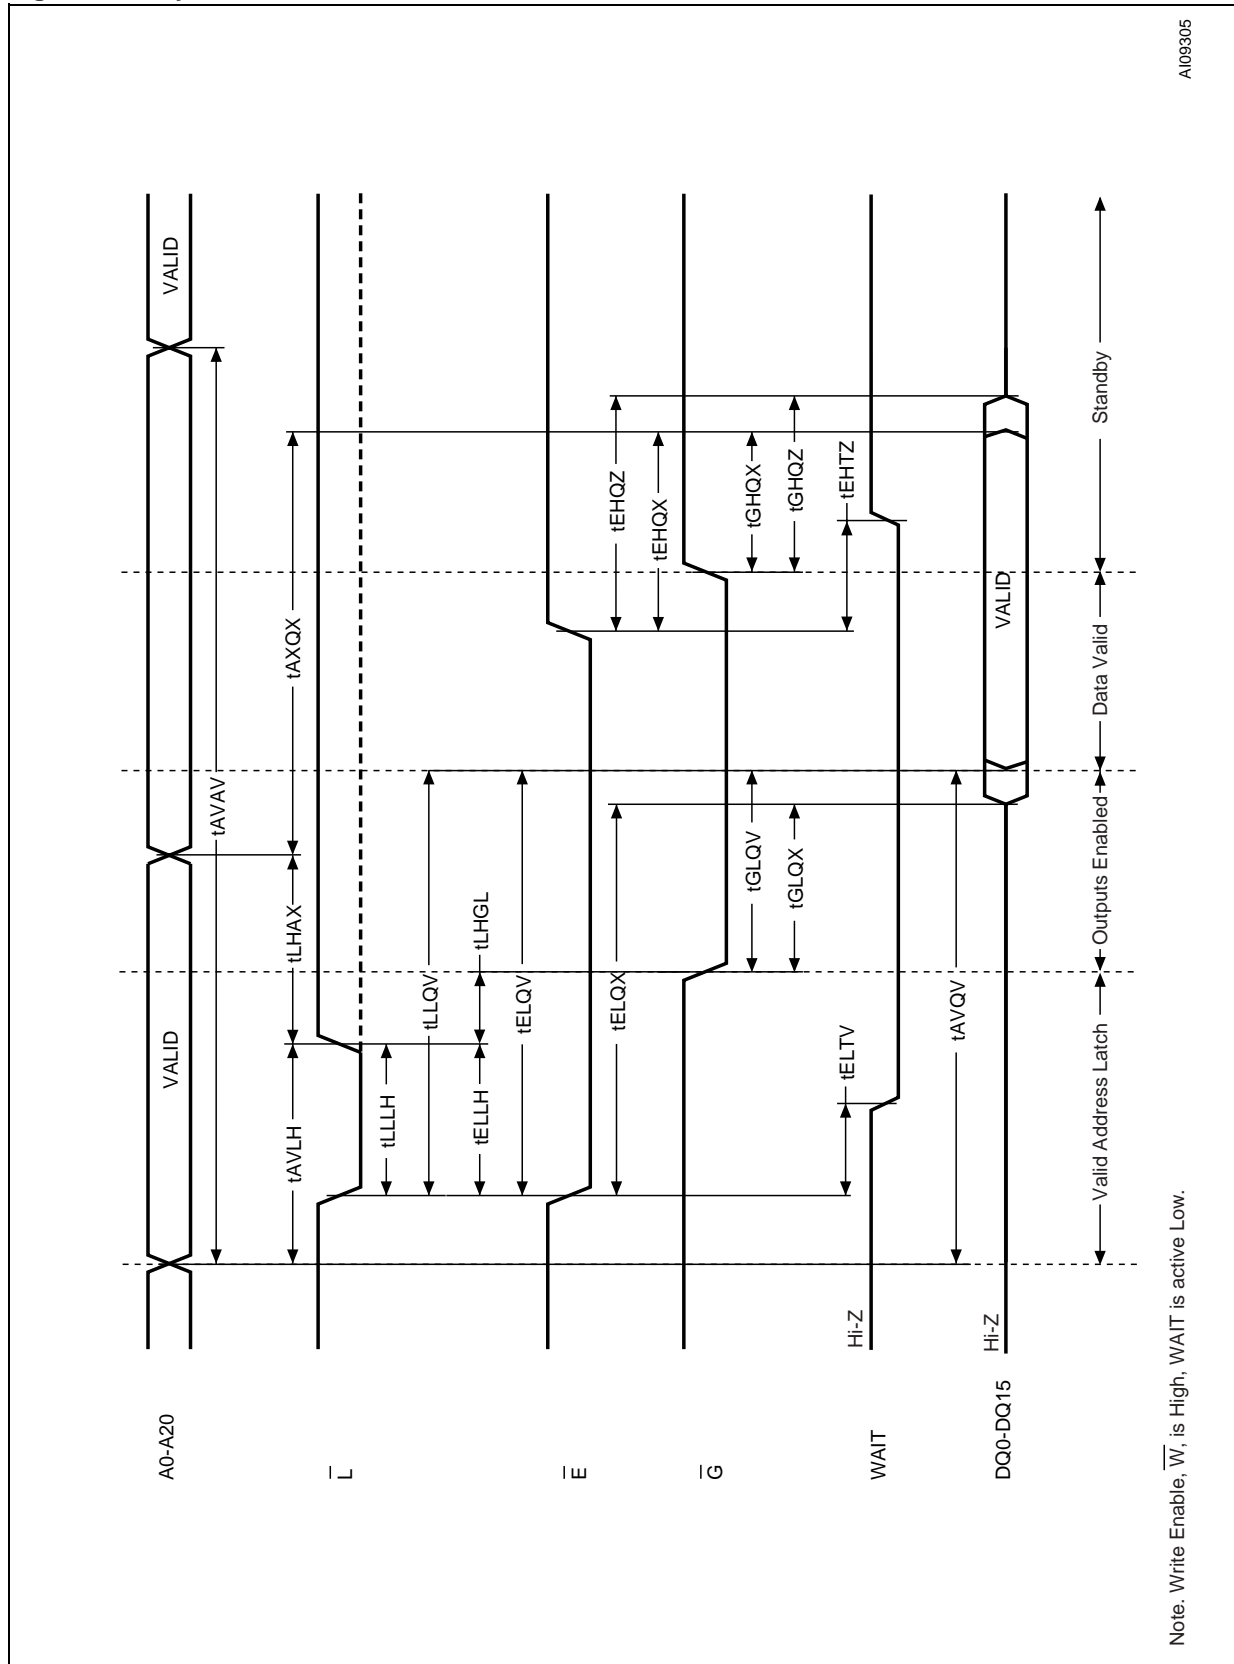 A0-A20
VALID
VALID
tAVAV
L
tAVLH
tLHAX
tAXQX
tLLLH
tLLQV
tELLH
tLHGL
tELQV
E
tELQX
tEHQZ
tEHQX
G
tGLQV
tGHQX
tGLQX
tGHQZ
WAIT
Hi-Z
tELTV
tEHTZ
tAVQV
DQ0-DQ15
Hi-Z
VALID
Valid Address Latch
Outputs Enabled
Data Valid
Standby
Note. Write Enable, W, is High, WAIT is active Low.
AI09305